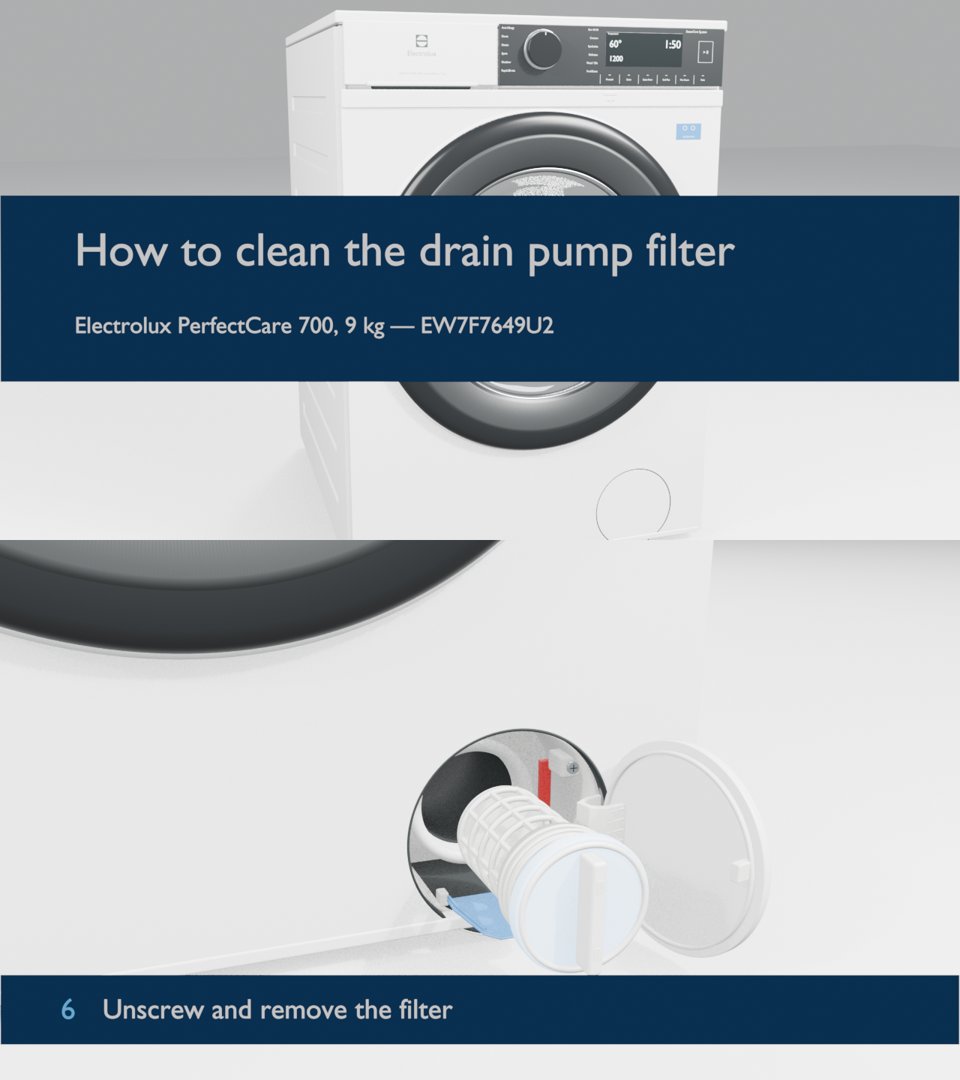 Electrolux
60°
1:50
1200
How to clean the drain pump filter
Electrolux PerfectCare 700, 9 kg — EW7F7649U2
6 Unscrew and remove the filter